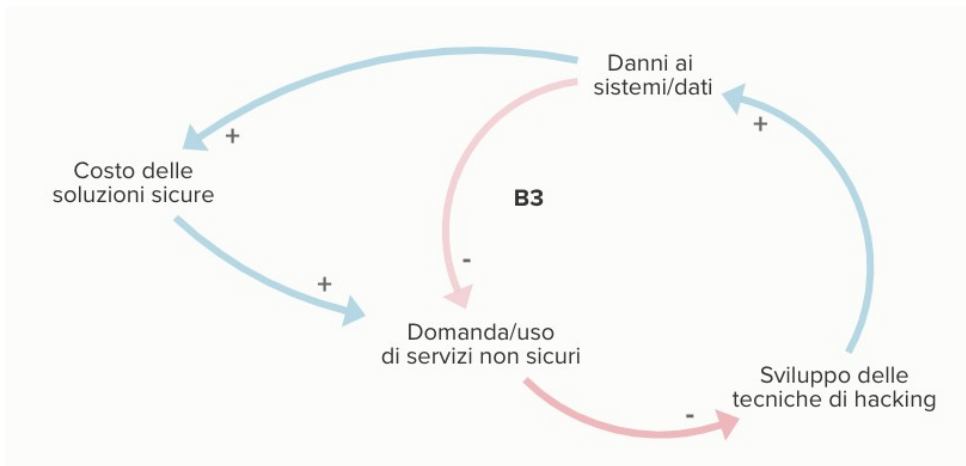 Danni ai
sistemi/dati
+
+
Costo delle
soluzioni sicure
B3
-
+
Domanda/uso
di servizi non sicuri
Sviluppo delle
tecniche di hacking
-